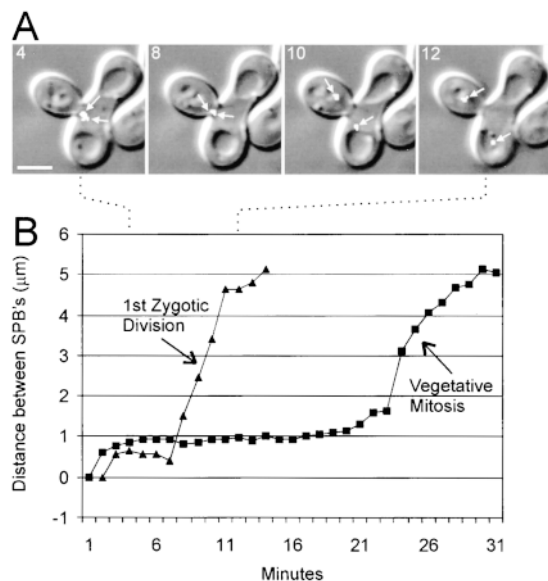 A
4 8 10 12
B
6
5
4
3
2
1
0
-1
Distance between SPB's (μm)
1st Zygotic
Division
Vegetative
Mitosis
1 6 11 16 21 26 31
Minutes